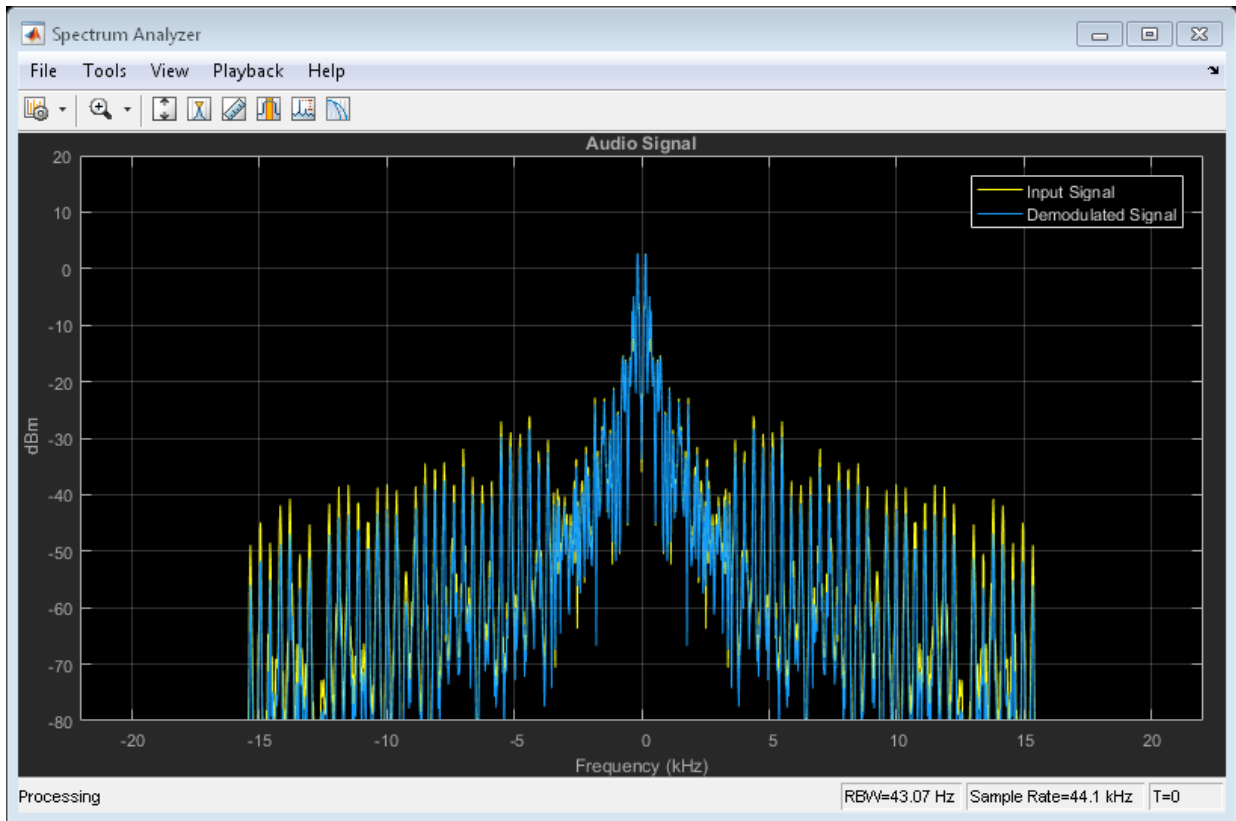 Spectrum Analyzer
File Tools View Playback Help
Audio Signal
20
10
0
-10
-20
-30
-40
-50
-60
-70
-80
dBm
Input Signal
Demodulated Signal
-20 -15 -10 -5 0 5 10 15 20
Frequency (kHz)
Processing RBW=43.07 Hz Sample Rate=44.1 kHz T=0